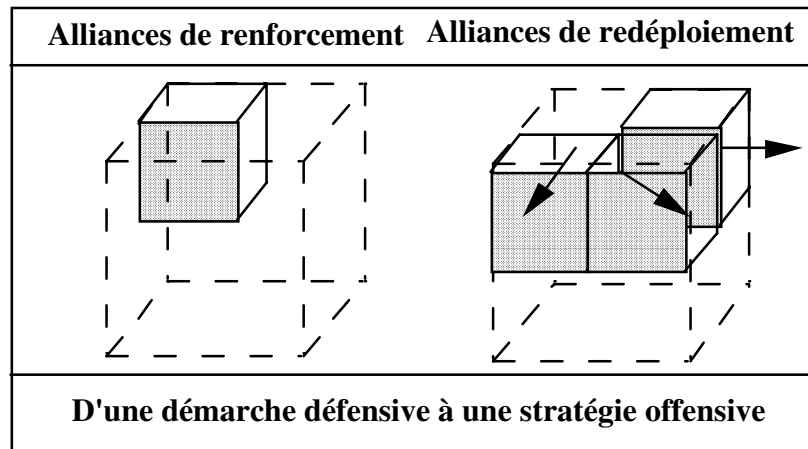 Alliances de renforcement
Alliances de redéploiement
D'une démarche défensive à une stratégie offensive